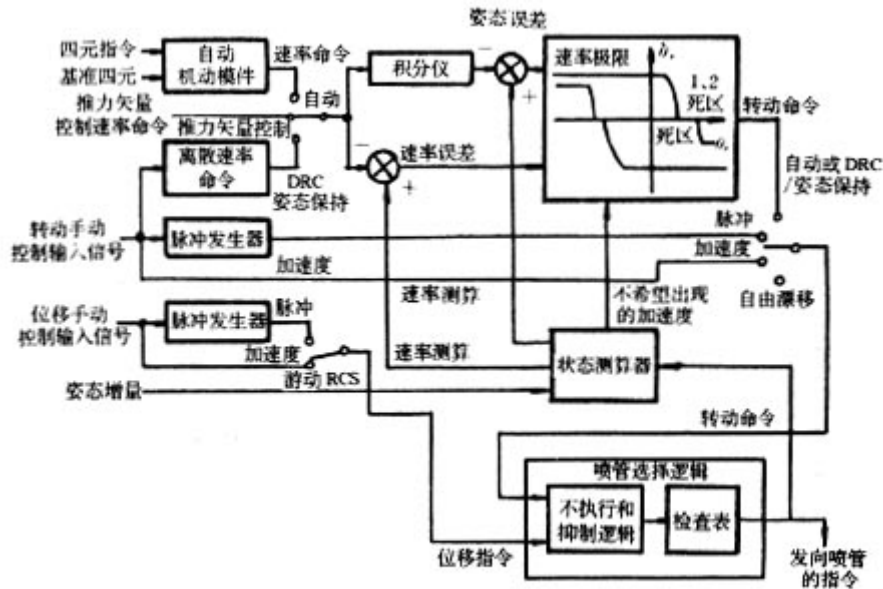 姿态误差
四元指令
基准四元
自动
机动模件
速率命令
积分仪
速率极限
1、2
死区
死区
转动命令
推力矢量
控制速率命令
推力矢量控制
自动
离散速率
命令
DRC
姿态保持
速率误差
自动或DRC
/姿态保持
转动手动
控制输入信号
脉冲发生器
脉冲
加速度
加速度
自由漂移
速率测算
不希望出现
的加速度
位移手动
控制输入信号
脉冲发生器
脉冲
加速度
游动RCS
速率测算
状态测算器
姿态增量
转动命令
喷管选择逻辑
不执行和
抑制逻辑
检查表
位移指令
发向喷管
的指令